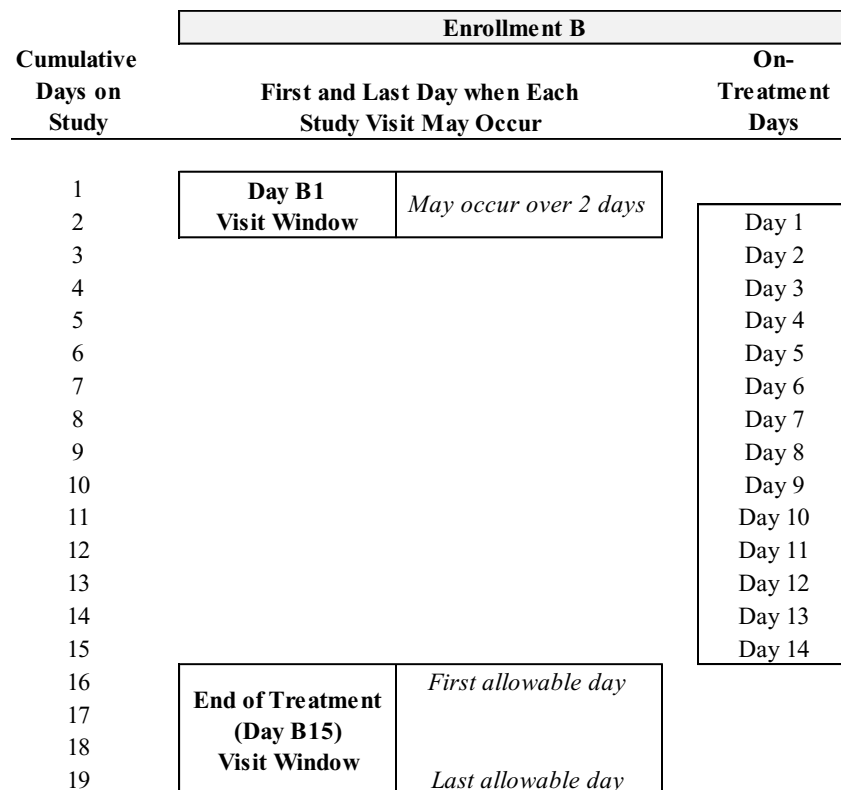 Enrollment B
Cumulative Days on Study
First and Last Day when Each Study Visit May Occur
On-Treatment Days
1 Day B1 May occur over 2 days
2 Visit Window Day 1
3 Day 2
4 Day 3
5 Day 4
6 Day 5
7 Day 6
8 Day 7
9 Day 8
10 Day 9
11 Day 10
12 Day 11
13 Day 12
14 Day 13
15 Day 14
16 First allowable day
End of Treatment
17
(Day B15)
18
Visit Window
19 Last allowable day